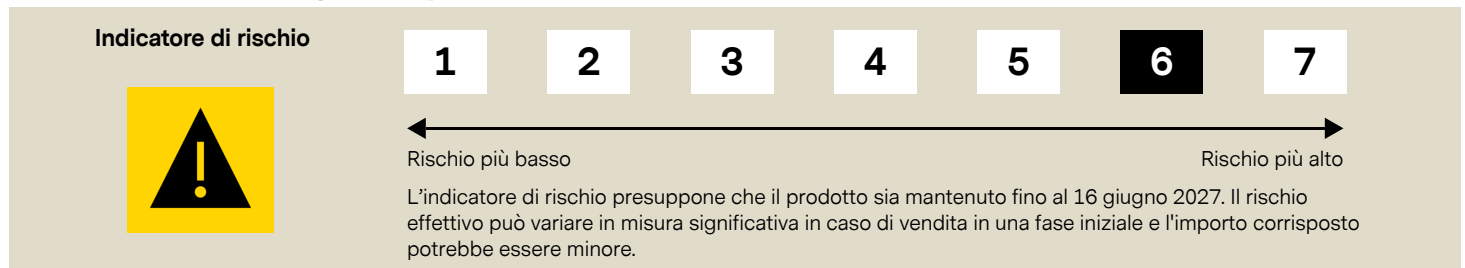 Indicatore di rischio
1 2 3 4 5 6 7
Rischio più basso Rischio più alto
L'indicatore di rischio presuppone che il prodotto sia mantenuto fino al 16 giugno 2027. Il rischio
effettivo può variare in misura significativa in caso di vendita in una fase iniziale e l'importo corrisposto
potrebbe essere minore.